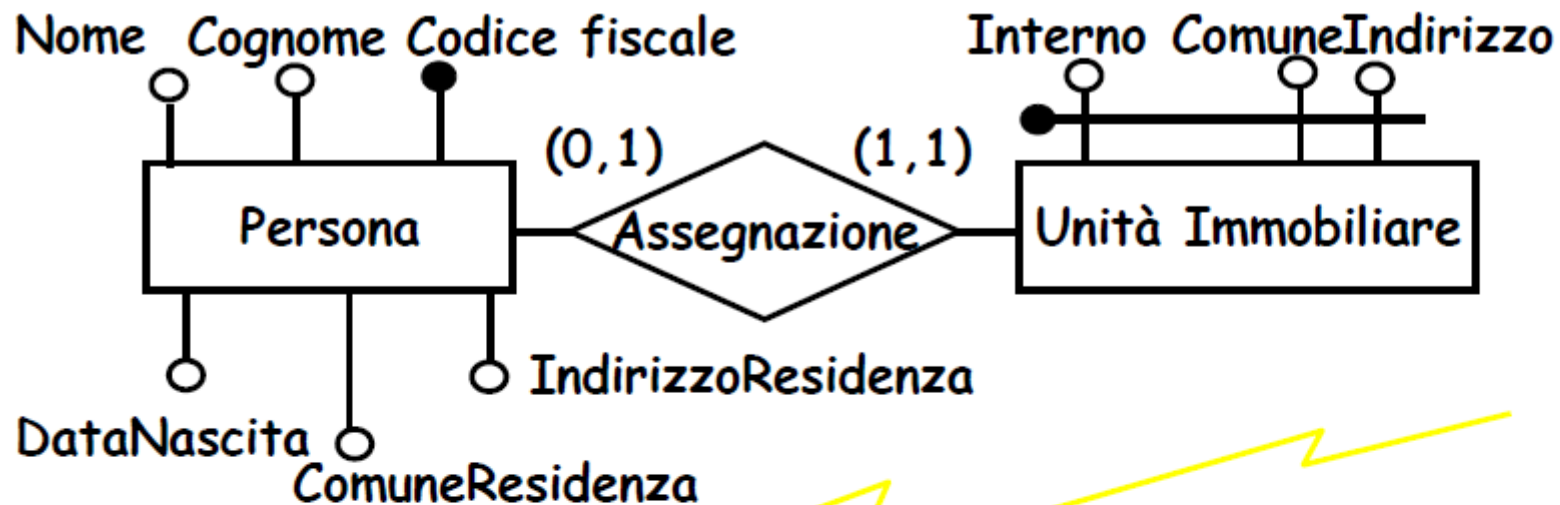 Nome Cognome Codice fiscale
Interno ComuneIndirizzo
(0,1) (1,1)
Persona Assegnazione Unità Immobiliare
IndirizzoResidenza
DataNascita
ComuneResidenza